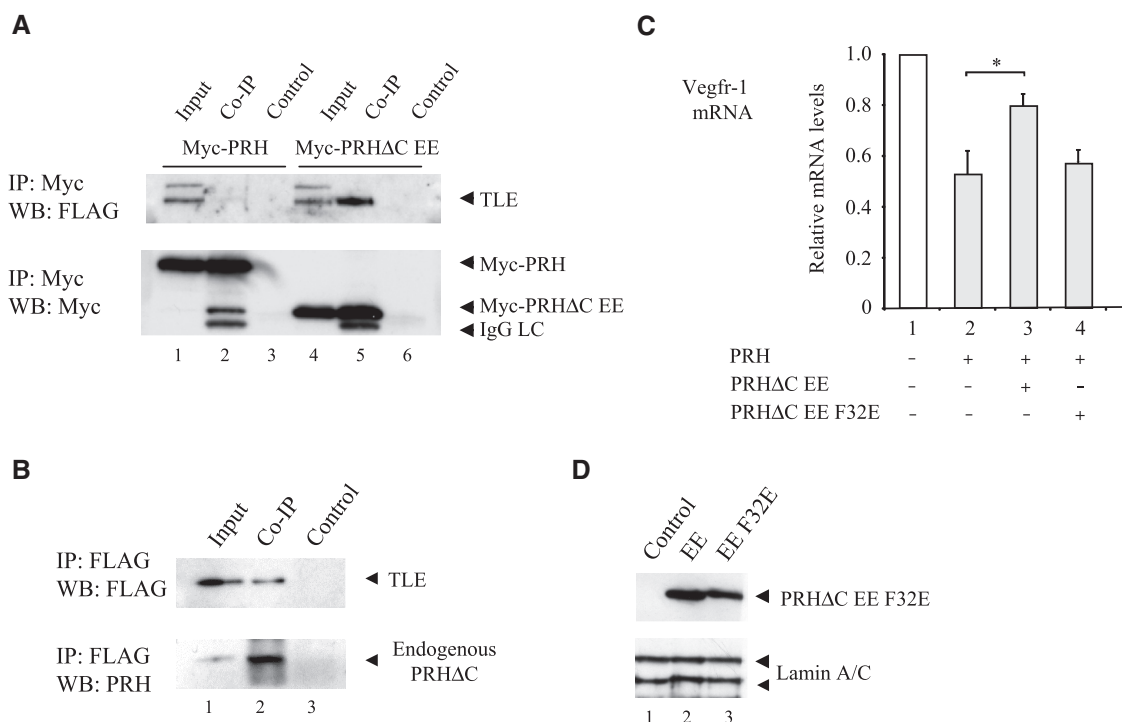 A
Input Co-IP Control Input Co-IP Control
Myc-PRH Myc-PRHΔC EE
IP: Myc
WB: FLAG
TLE
IP: Myc
WB: Myc
Myc-PRH
Myc-PRHΔC EE
IgG LC
1 2 3 4 5 6
B
Input Co-IP Control
IP: FLAG
WB: FLAG
TLE
IP: FLAG
WB: PRH
Endogenous
PRHΔC
1 2 3
C
Vegfr-1
mRNA
Relative mRNA levels
1.0
0.8
0.6
0.4
0.2
0
*
1 2 3 4
PRH - + + +
PRHΔC EE - - + -
PRHΔC EE F32E - - - +
D
Control EE EE F32E
PRHΔC EE F32E
Lamin A/C
1 2 3